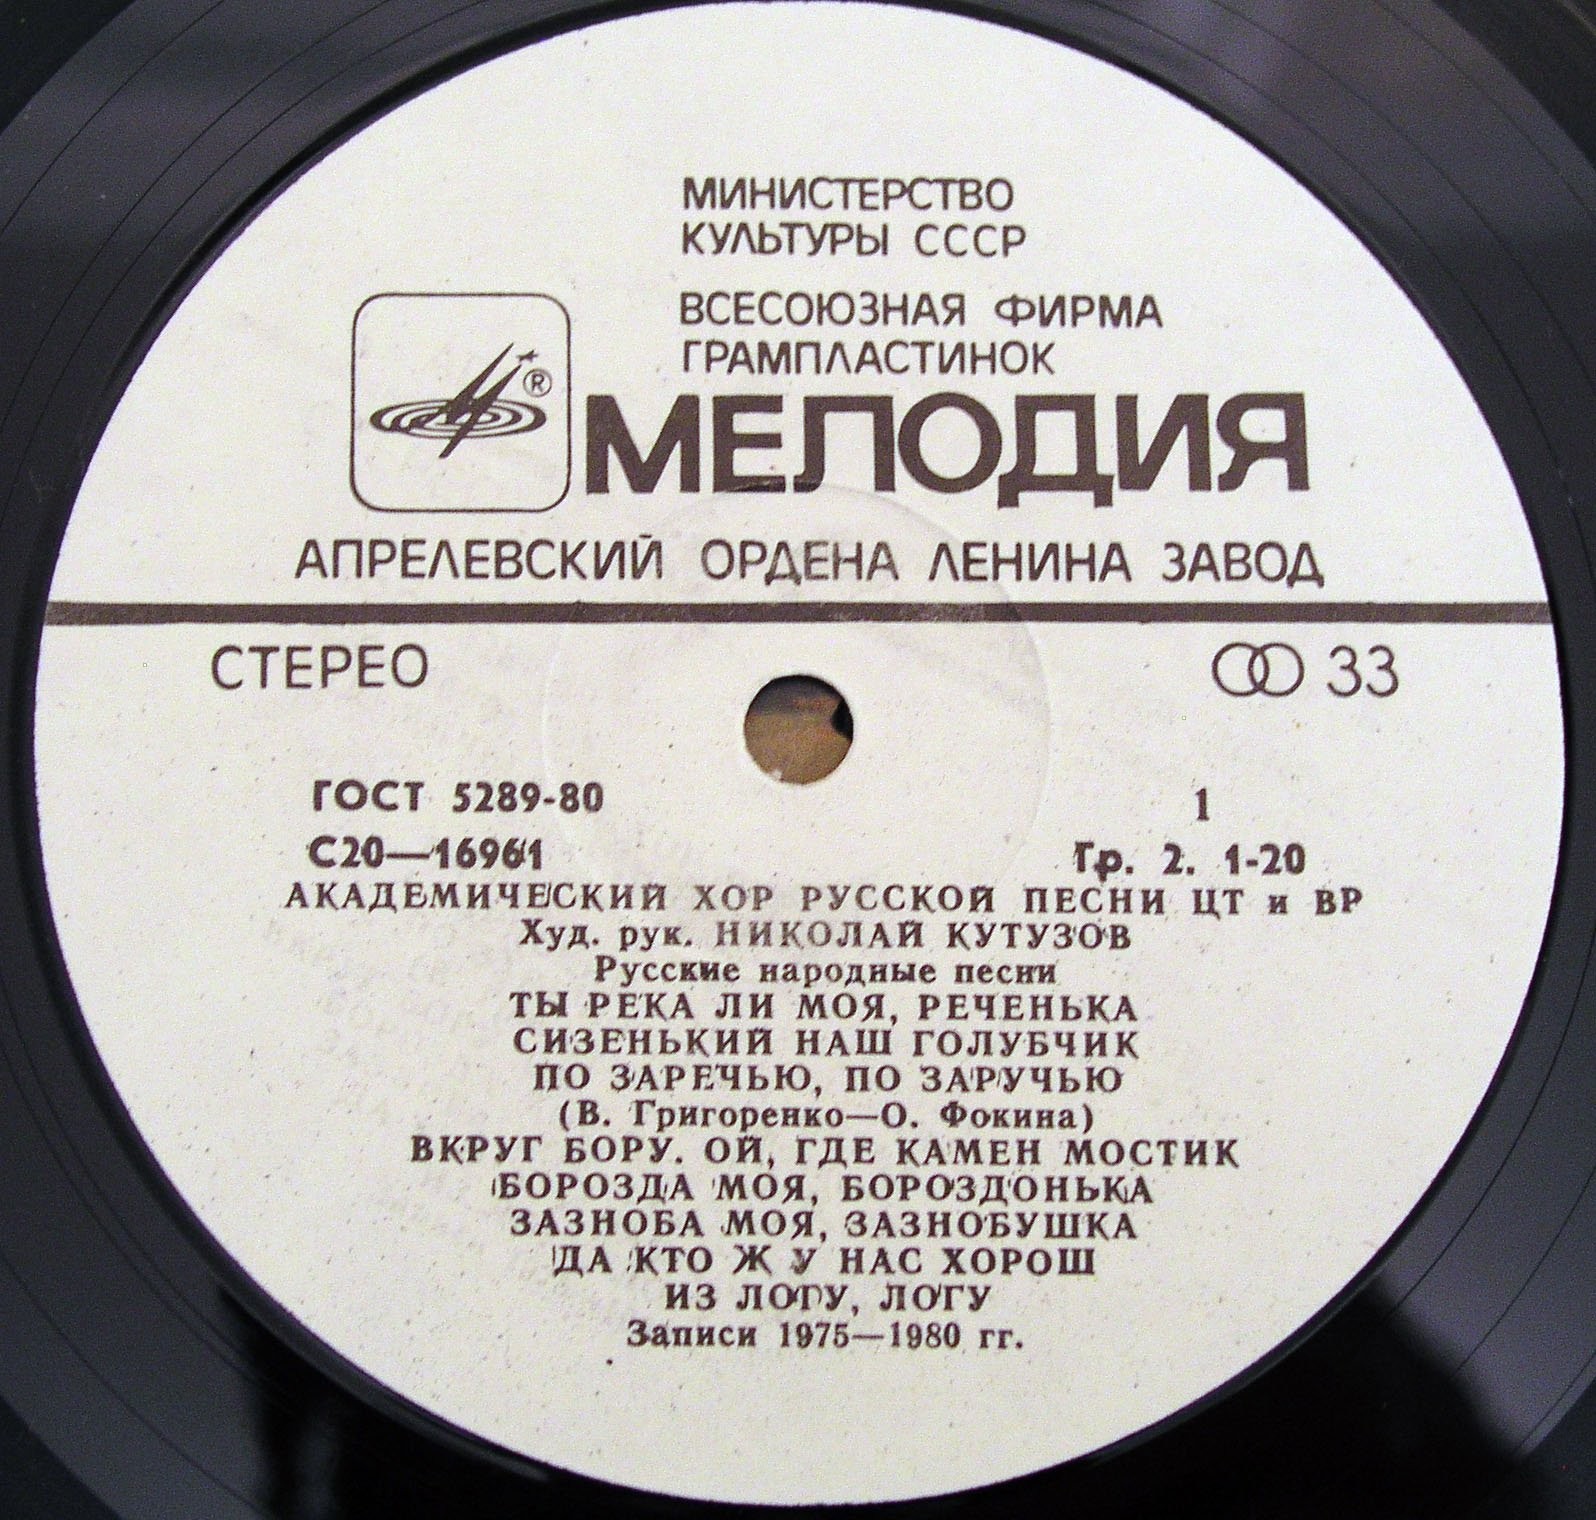 МИНИСТЕРСТВО
КУЛЬТУРЫ СССР
ВСЕСОЮЗНАЯ ФИРМА
ГРАМПЛАСТИНОК
®
МЕЛОДИЯ
АПРЕЛЕВСКИЙ ОРДЕНА ЛЕНИНА ЗАВОД
СТЕРЕО
33
ГОСТ 5289-80
1
С20—16961
Гр. 2. 1-20
АКАДЕМИЧЕСКИЙ ХОР РУССКОЙ ПЕСНИ ЦТ и ВР
Худ. рук. НИКОЛАЙ КУТУЗОВ
Русские народные песни
ТЫ РЕКА ЛИ МОЯ, РЕЧЕНЬКА
СИЗЕНЬКИЙ НАШ ГОЛУБЧИК
ПО ЗАРЕЧЬЮ, ПО ЗАРУЧЬЮ
(В. Григоренко—О. Фокина)
ВКРУГ БОРУ. ОЙ, ГДЕ КАМЕН МОСТИК
БОРОЗДА МОЯ, БОРОЗДОНЬКА
ЗАЗНОБА МОЯ, ЗАЗНОБУШКА
ДА КТО Ж У НАС ХОРОШ
ИЗ ЛОГУ, ЛОГУ
Записи 1975—1980 гг.